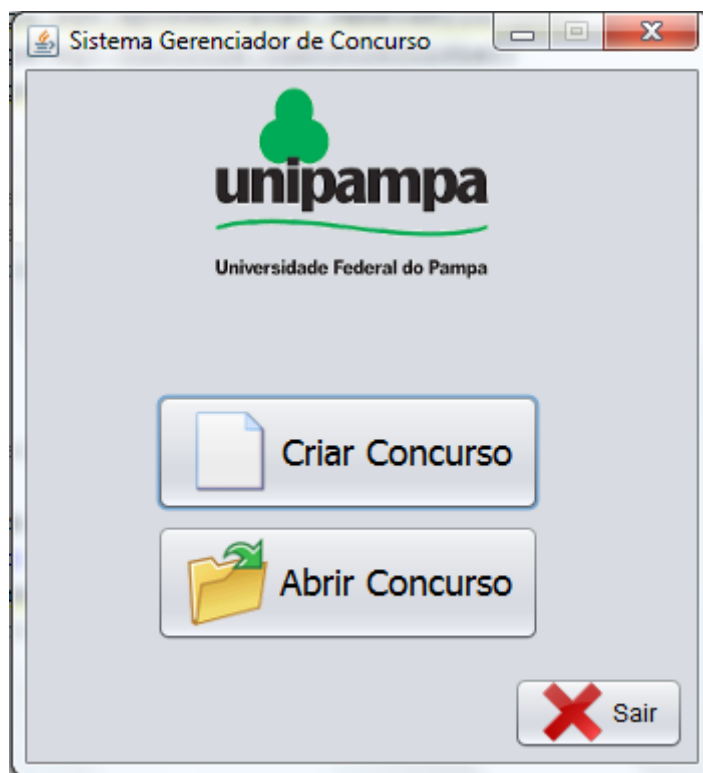 Sistema Gerenciador de Concurso
unipampa
Universidade Federal do Pampa
Criar Concurso
Abrir Concurso
Sair